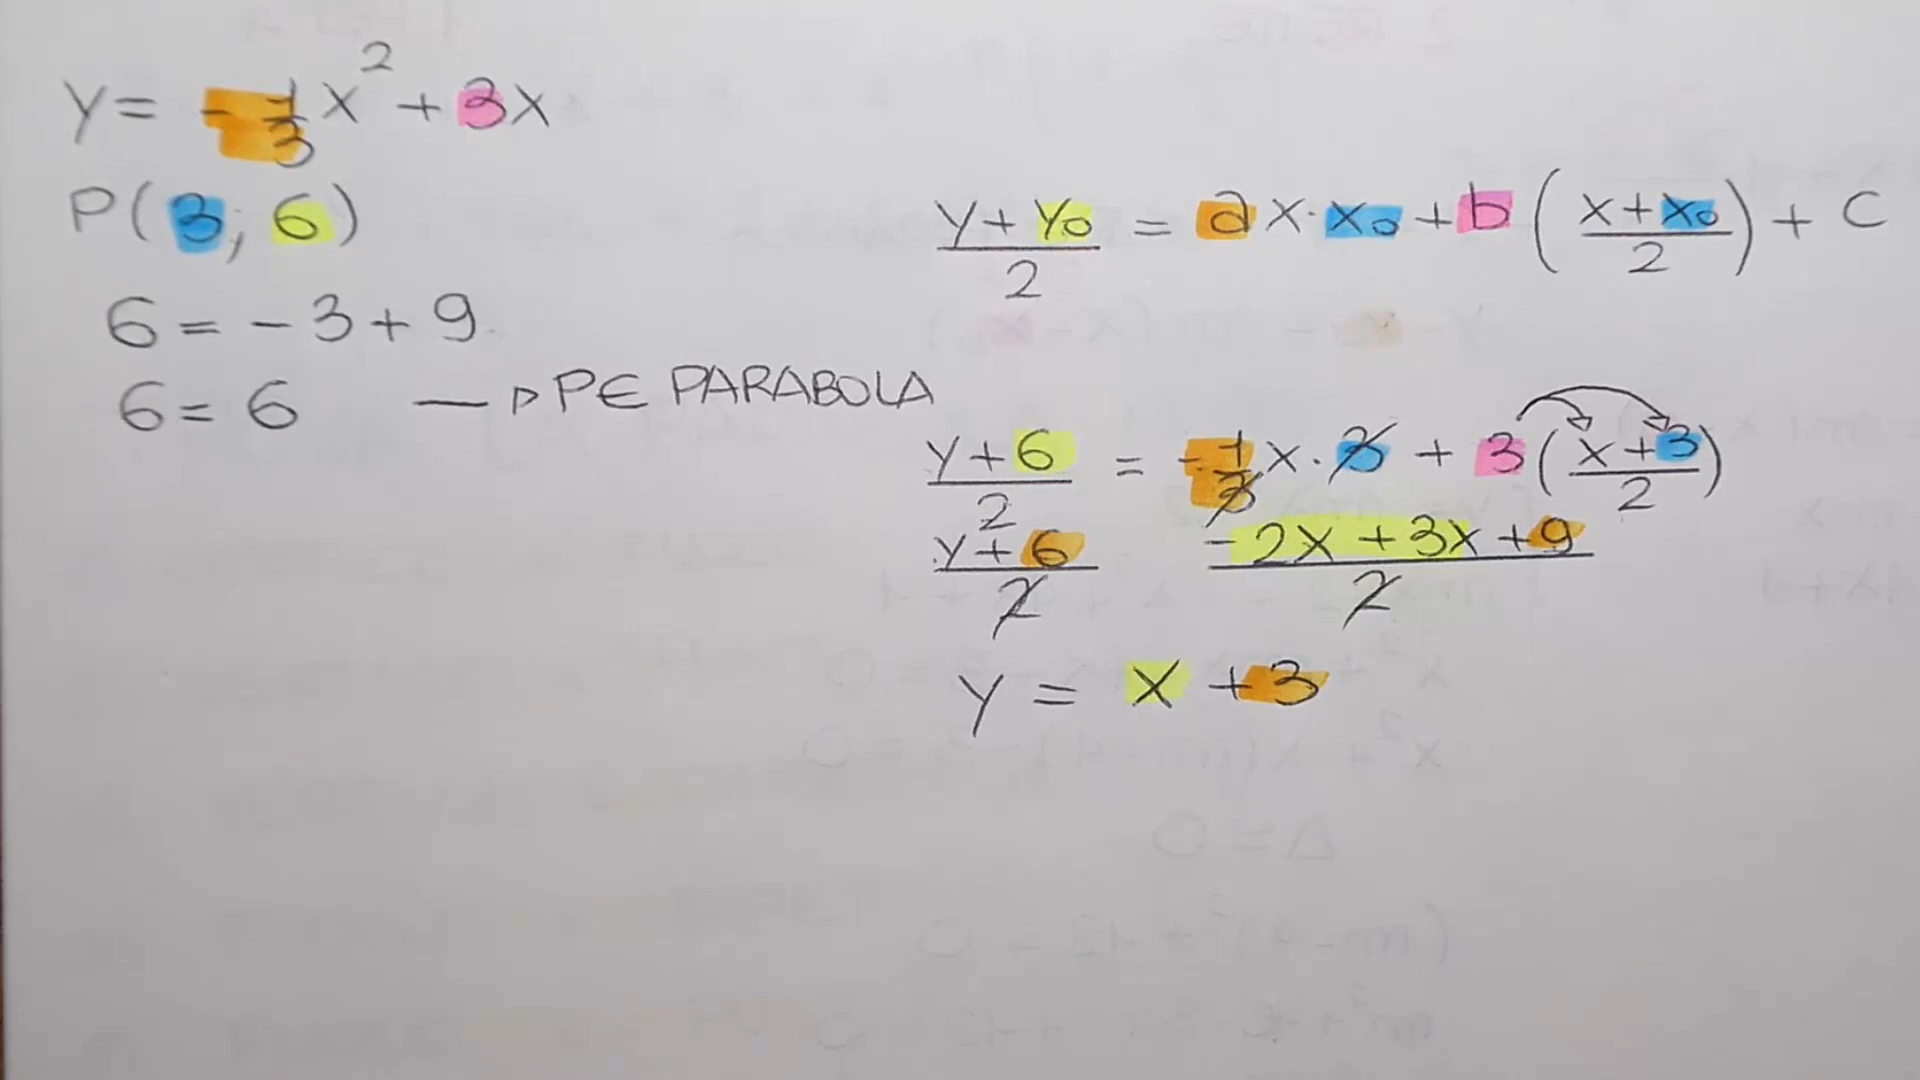 y = -1/3 x² + 3x
P(3; 6)
6 = -3 + 9
6 = 6 —▷ P ∈ PARABOLA
(y + y₀)/2 = a x · x₀ + b ((x + x₀)/2) + c
(y + 6)/2 = -1/3 x · 3 + 3 ((x + 3)/2)
(y + 6)/2 (-2x + 3x + 9)/2
y = x + 3